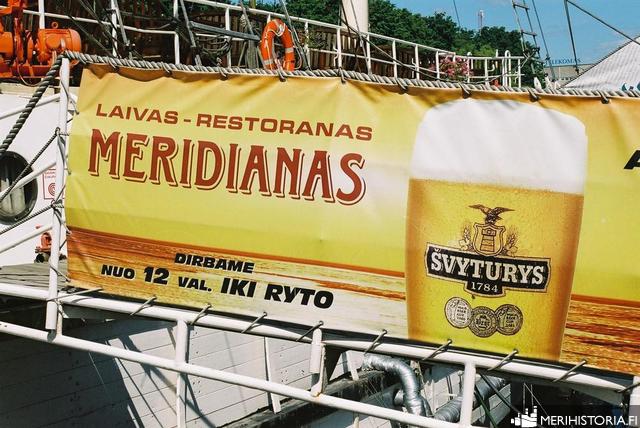 LAIVAS - RESTORANAS
MERIDIANAS
DIRBAME
NUO 12 VAL. IKI RYTO
ŠVYTURYS
1784
MERIHISTORIA.FI